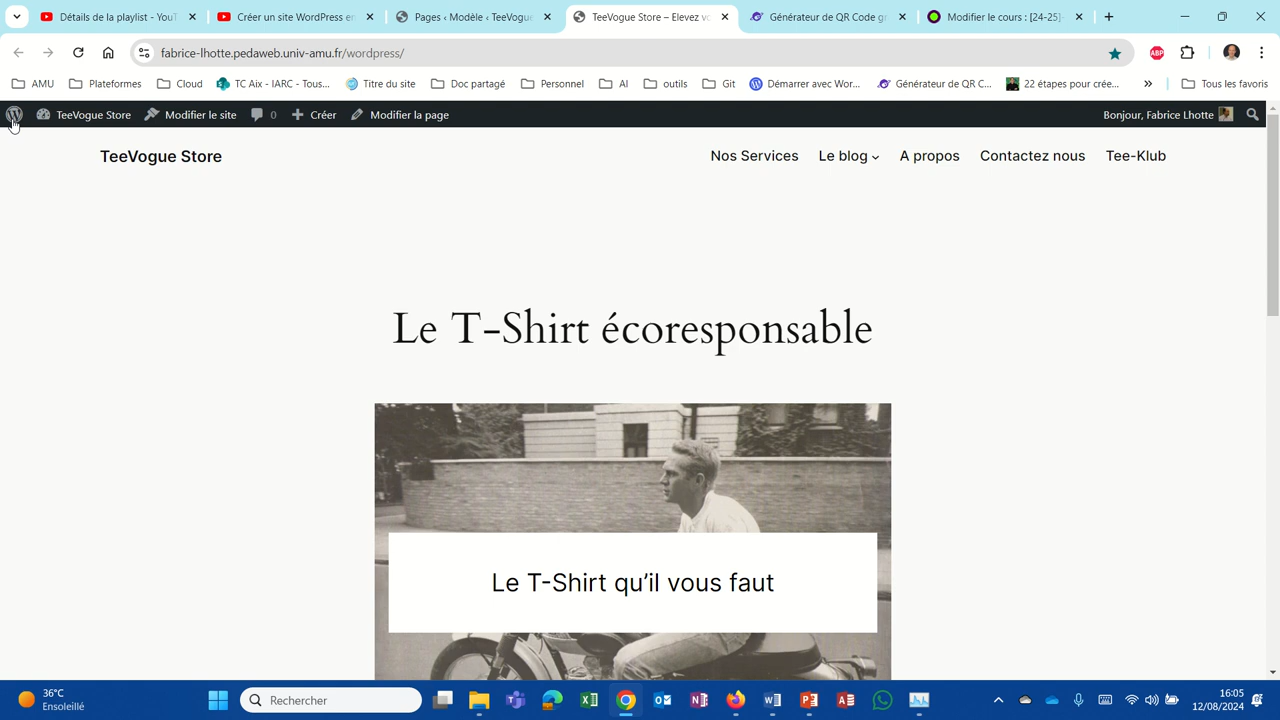 Détails de la playlist - YouT
Créer un site WordPress en
Pages ‹ Modèle ‹ TeeVogue
TeeVogue Store – Elevez vo
Générateur de QR Code gr
Modifier le cours : [24-25]
fabrice-lhotte.pedaweb.univ-amu.fr/wordpress/
ABP
AMU
Plateformes
Cloud
TC Aix - IARC - Tous...
Titre du site
Doc partagé
Personnel
AI
outils
Git
Démarrer avec Wor...
Générateur de QR C...
22 étapes pour crée...
»
Tous les favoris
TeeVogue Store
Modifier le site
0
Créer
Modifier la page
Bonjour, Fabrice Lhotte
TeeVogue Store
Nos Services
Le blog
A propos
Contactez nous
Tee-Klub
Le T-Shirt écoresponsable
Le T-Shirt qu’il vous faut
36°C
Ensoleillé
Rechercher
16:05
12/08/2024